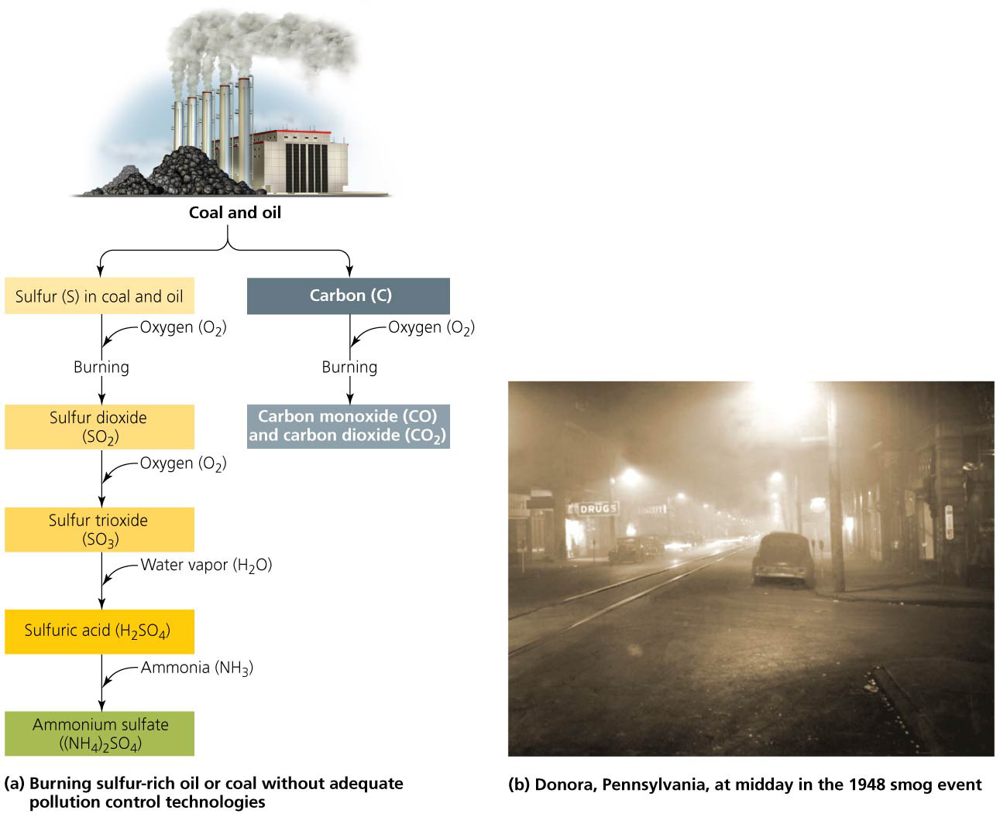 Coal and oil
Sulfur (S) in coal and oil
Carbon (C)
Oxygen (O₂)
Oxygen (O₂)
Burning
Burning
Sulfur dioxide
(SO₂)
Carbon monoxide (CO)
and carbon dioxide (CO₂)
Oxygen (O₂)
Sulfur trioxide
(SO₃)
Water vapor (H₂O)
Sulfuric acid (H₂SO₄)
Ammonia (NH₃)
Ammonium sulfate
((NH₄)₂SO₄)
(a) Burning sulfur-rich oil or coal without adequate
pollution control technologies
DRUGS
(b) Donora, Pennsylvania, at midday in the 1948 smog event